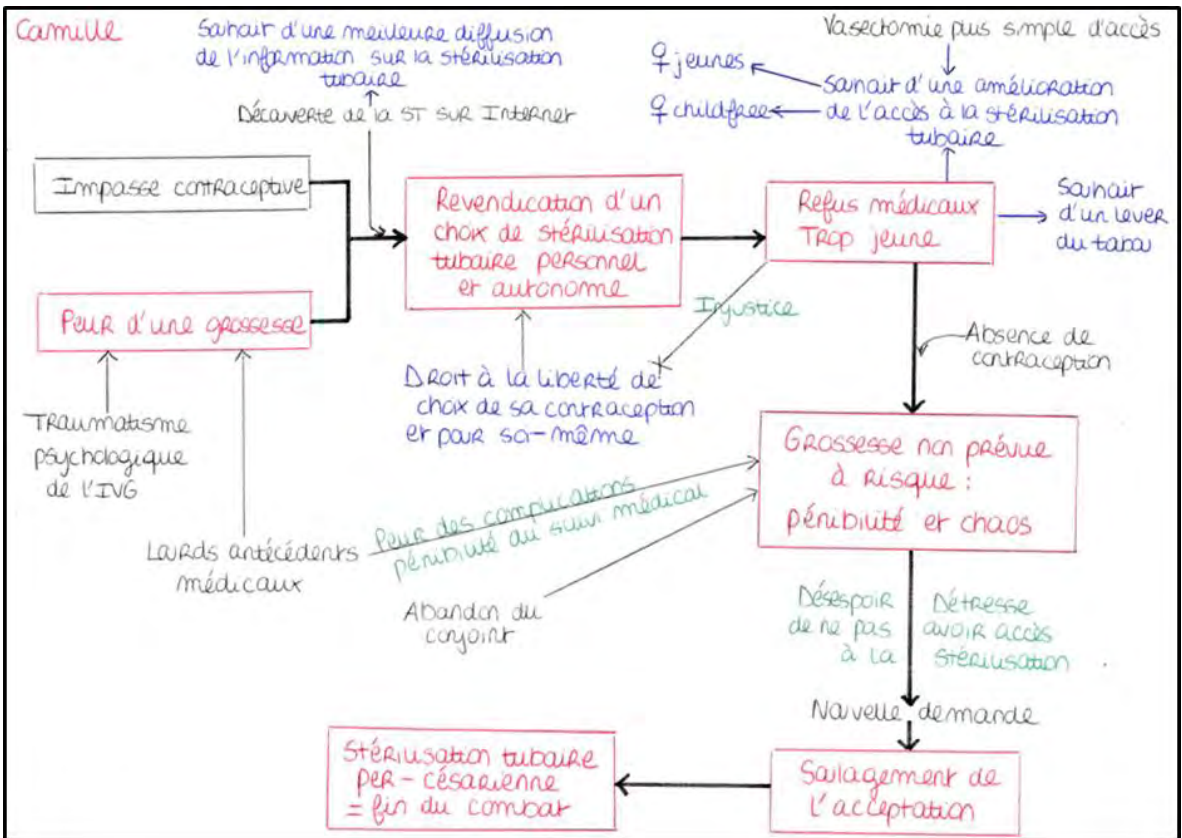 Camille
Souhait d'une meilleure diffusion
de l'information sur la stérilisation
tubaire
Découverte de la ST sur Internet
Vasectomie plus simple d'accès
♀ jeunes
♀ childfree
Souhait d'une amélioration
de l'accès à la stérilisation
tubaire
Impasse contraceptive
Revendication d'un
choix de stérilisation
tubaire personnel
et autonome
Refus médicaux
Trop jeune
Souhait
d'un lever
du tabou
Peur d'une grossesse
Injustice
Absence de
contraception
Droit à la liberté de
choix de sa contraception
et pour soi-même
Traumatisme
psychologique
de l'IVG
Grossesse non prévue
à risque :
pénibilité et chaos
Peur des complications
pénibilité du suivi médical
Lourds antécédents
médicaux
Abandon du
conjoint
Désespoir Détresse
de ne pas avoir accès
à la stérilisation
Nouvelle demande
Stérilisation tubaire
per-césarienne
= fin du combat
Soulagement de
l'acceptation